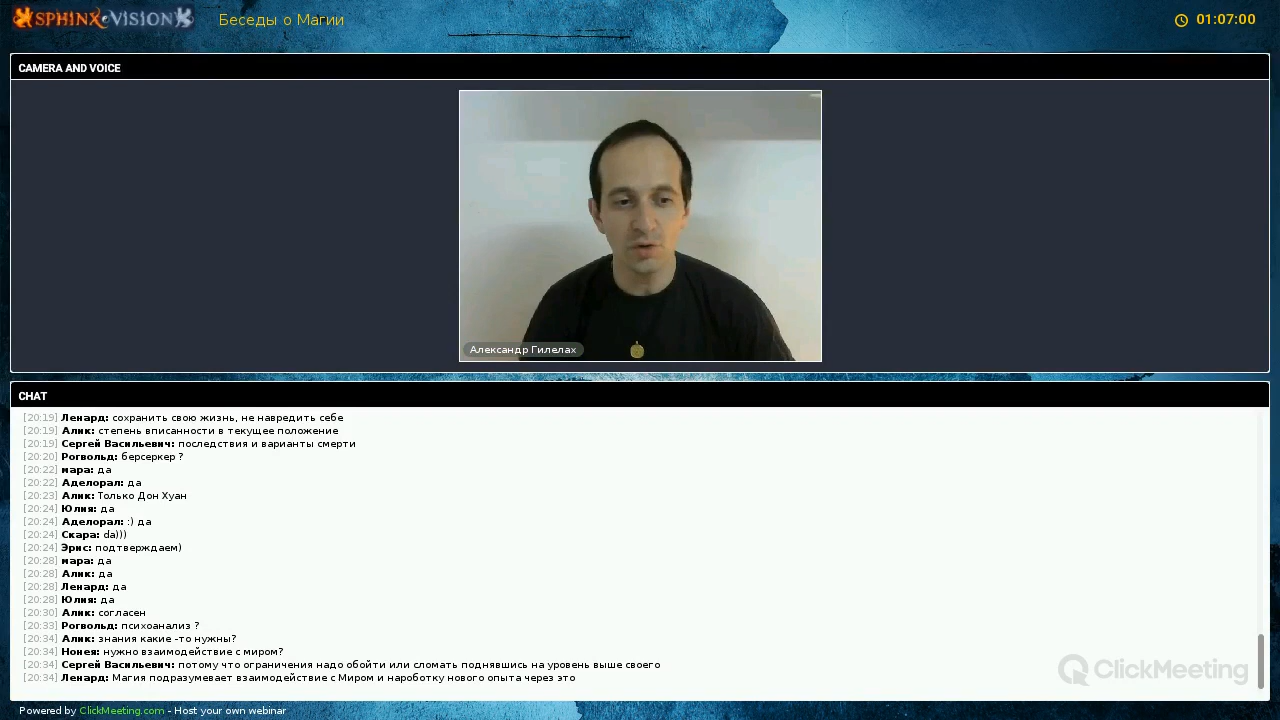 SPHINX VISION
Беседы о Магии
01:07:00
CAMERA AND VOICE
Александр Гилелах
CHAT
[20:19] Ленард: сохранить свою жизнь, не навредить себе
[20:19] Алик: степень вписанности в текущее положение
[20:19] Сергей Васильевич: последствия и варианты смерти
[20:20] Рогвольд: берсеркер ?
[20:22] мара: да
[20:22] Аделорал: да
[20:23] Алик: Только Дон Хуан
[20:24] Юлия: да
[20:24] Аделорал: :) да
[20:24] Скара: da)))
[20:24] Эрис: подтверждаем)
[20:28] мара: да
[20:28] Алик: да
[20:28] Ленард: да
[20:28] Юлия: да
[20:30] Алик: согласен
[20:33] Рогвольд: психоанализ ?
[20:34] Алик: знания какие -то нужны?
[20:34] Нонея: нужно взаимодействие с миром?
[20:34] Сергей Васильевич: потому что ограничения надо обойти или сломать поднявшись на уровень выше своего
[20:34] Ленард: Магия подразумевает взаимодействие с Миром и нароботку нового опыта через это
ClickMeeting
Powered by ClickMeeting.com - Host your own webinar